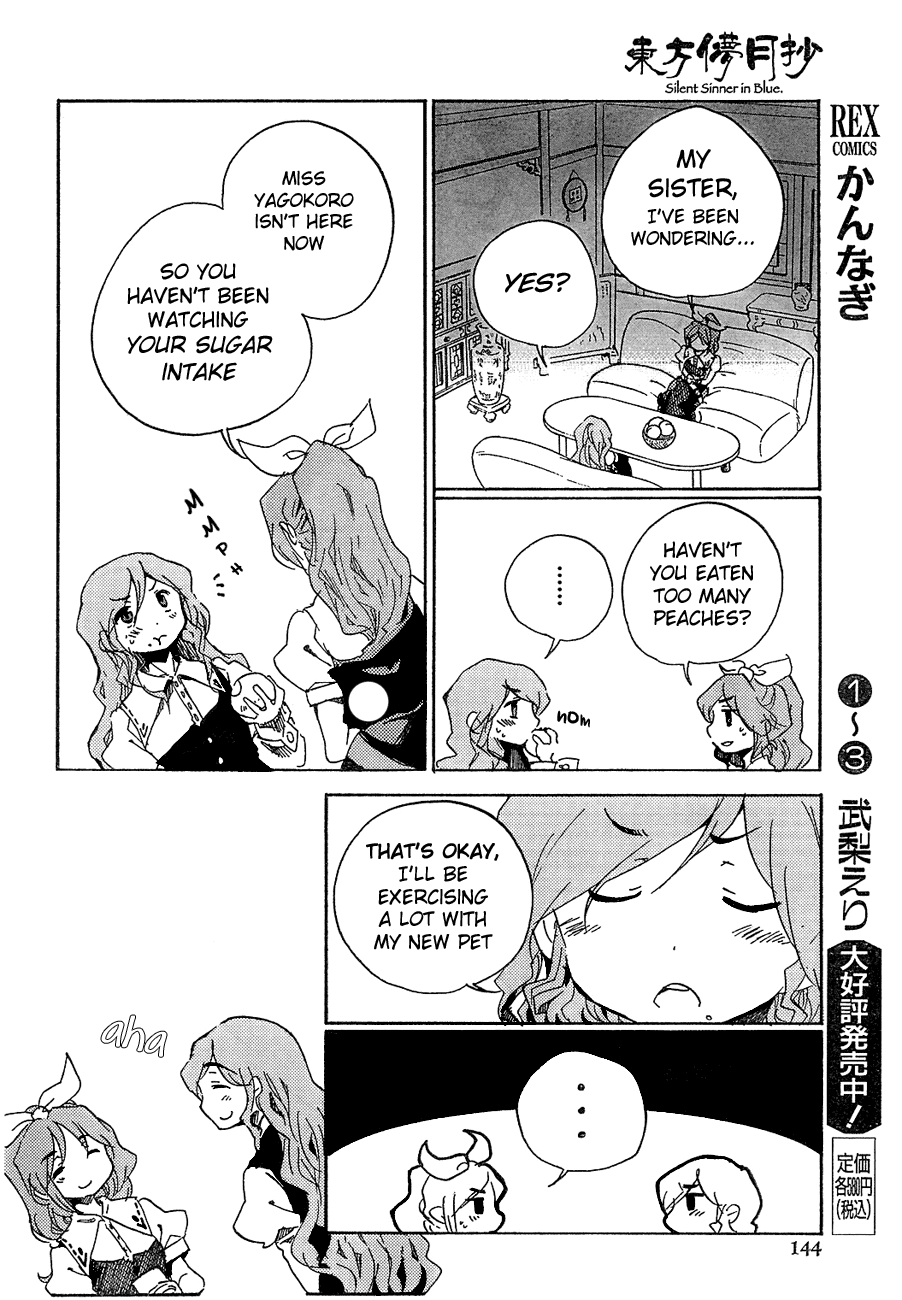 東方儚月抄
Silent Sinner in Blue.
MY
SISTER,
I'VE BEEN
WONDERING...
YES?
HAVEN'T
YOU EATEN
TOO MANY
PEACHES?
......
nom
MISS
YAGOKORO
ISN'T HERE
NOW
SO YOU
HAVEN'T BEEN
WATCHING
YOUR SUGAR
INTAKE
MMPH
THAT'S OKAY,
I'LL BE
EXERCISING
A LOT WITH
MY NEW PET
...
aha
REX
COMICS
かんなぎ
①~③
武梨えり
大好評発売中!
定価
各580円
(税込)
144